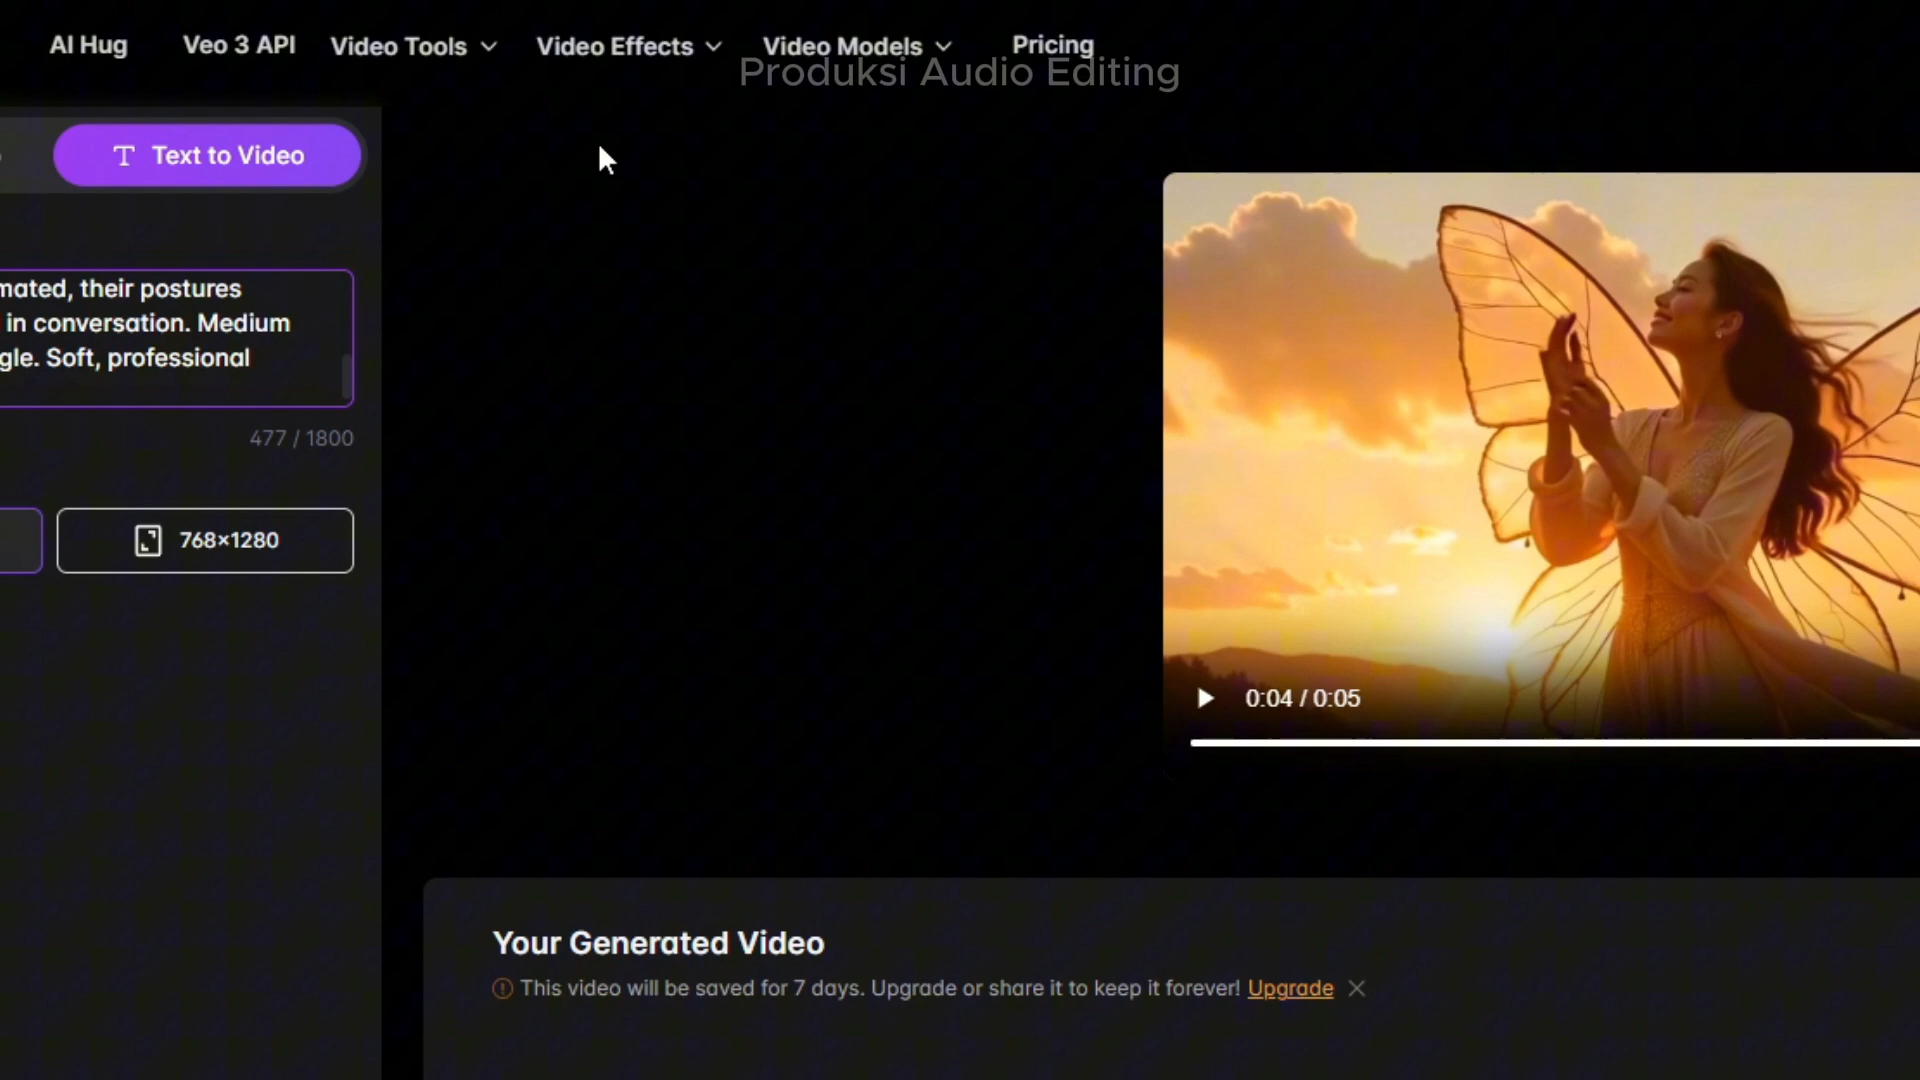 AI Hug
Veo 3 API
Video Tools
Video Effects
Video Models
Pricing
Produksi Audio Editing
Text to Video
mated, their postures
in conversation. Medium
gle. Soft, professional
477 / 1800
768×1280
0:04 / 0:05
Your Generated Video
This video will be saved for 7 days. Upgrade or share it to keep it forever! Upgrade